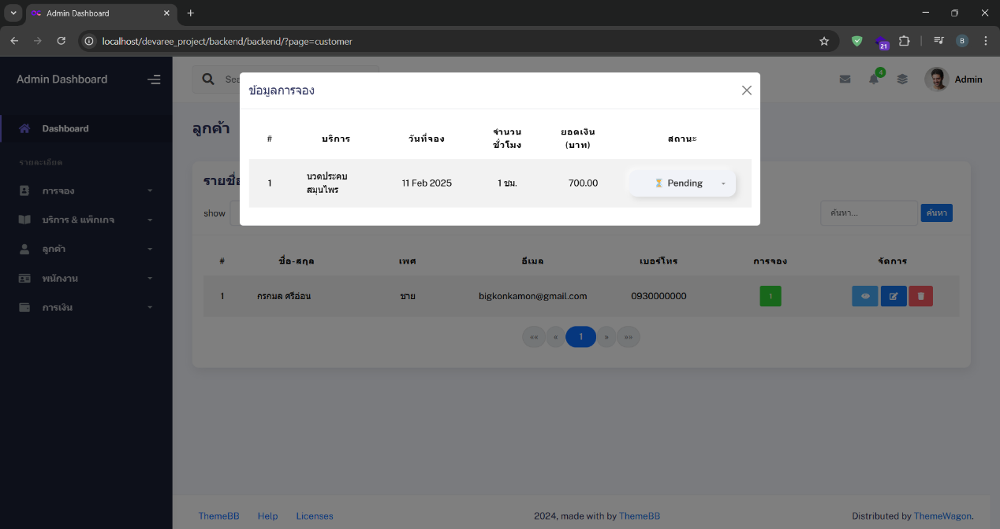 Admin Dashboard
localhost/devaree_project/backend/backend/?page=customer
21
B
Admin Dashboard
4
Admin
ข้อมูลการจอง
Dashboard
ลูกค้า
# บริการ วันที่จอง จำนวน ชั่วโมง ยอดเงิน (บาท) สถานะ
รายละเอียด
1 นวดประคบ สมุนไพร 11 Feb 2025 1 ชม. 700.00 ⏳ Pending
การจอง
show
ค้นหา...
ค้นหา
บริการ & แพ็กเกจ
ลูกค้า
# ชื่อ-สกุล เพศ อีเมล เบอร์โทร การจอง จัดการ
พนักงาน
1 กรกมล ศรีอ่อน ชาย bigkonkamon@gmail.com 0930000000 1
การเงิน
«« « 1 » »»
ThemeBB Help Licenses
2024, made with by ThemeBB
Distributed by ThemeWagon.